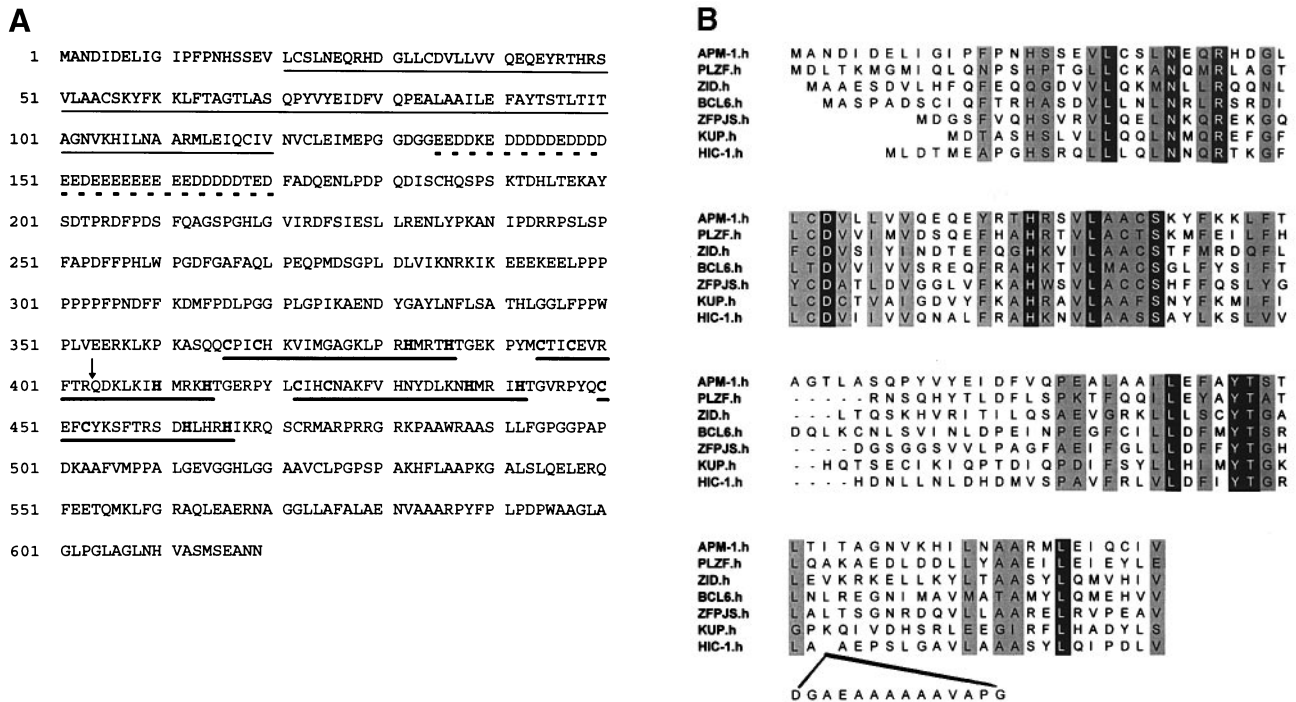 A
1 MANDIDELIG IPFPNHSSEV LCSLNEQRHD GLLCDVLLVV QEQEYRTHRS
51 VLAACSKYFK KLFTAGTLAS QPYVYEIDFV QPEALAAILE FAYTSTLTIT
101 AGNVKHILNA ARMLEIQCIV NVCLEIMEPG GDGGEEDDKE DDDDDEDDDD
151 EEDEEEEEEE EEDDDDDTED FADQENLPDP QDISCHQSPS KTDHLTEKAY
201 SDTPRDFPDS FQAGSPGHLG VIRDFSIESL LRENLYPKAN IPDRRPSLSP
251 FAPDFFPHLW PGDFGAFAQL PEQPMDSGPL DLVIKNRKIK EEEKEELPPP
301 PPPPFPNDFF KDMFPDLPGG PLGPIKAEND YGAYLNFLSA THLGGLFPPW
351 PLVEERKLKP KASQQCPICH KVIMGAGKLP RHMRTHTGEK PYMCTICEVR
401 FTRQDKLKIH MRKHTGERPY LCIHCNAKFV HNYDLKNHMR IHTGVRPYQC
451 EFCYKSFTRS DHLHRHIKRQ SCRMARPRRG RKPAAWRAAS LLFGPGGPAP
501 DKAAFVMPPA LGEVGGHLGG AAVCLPGPSP AKHFLAAPKG ALSLQELERQ
551 FEETQMKLFG RAQLEAERNA GGLLAFALAE NVAAARPYFP LPDPWAAGLA
601 GLPGLAGLNH VASMSEANN
B
APM-1.h M A N D I D E L I G I P F P N H S S E V L C S L N E Q R H D G L
PLZF.h M D L T K M G M I Q L Q N P S H P T G L L C K A N Q M R L A G T
ZID.h M A A E S D V L H F Q F E Q Q G D V V L Q K M N L L R Q Q N L
BCL6.h M A S P A D S C I Q F T R H A S D V L L N L N R L R S R D I
ZFPJS.h M D G S F V Q H S V R V L Q E L N K Q R E K G Q
KUP.h M D T A S H S L V L L Q Q L N M Q R E F G F
HIC-1.h M L D T M E A P G H S R Q L L L Q L N N Q R T K G F
APM-1.h L C D V L L V V Q E Q E Y R T H R S V L A A C S K Y F K K L F T
PLZF.h L C D V V I M V D S Q E F H A H R T V L A C T S K M F E I L F H
ZID.h F C D V S I Y I N D T E F Q G H K V I L A A C S T F M R D Q F L
BCL6.h L T D V V I V V S R E Q F R A H K T V L M A C S G L F Y S I F T
ZFPJS.h Y C D A T L D V G G L V F K A H W S V L A C C S H F F Q S L Y G
KUP.h L C D C T V A I G D V Y F K A H R A V L A A F S N Y F K M I F I
HIC-1.h L C D V I I V V Q N A L F R A H K N V L A A S S A Y L K S L V V
APM-1.h A G T L A S Q P Y V Y E I D F V Q P E A L A A I L E F A Y T S T
PLZF.h - - - - - R N S Q H Y T L D F L S P K T F Q Q I L E Y A Y T A T
ZID.h - - - L T Q S K H V R I T I L Q S A E V G R K L L L S C Y T G A
BCL6.h D Q L K C N L S V I N L D P E I N P E G F C I L L D F M Y T S R
ZFPJS.h - - - - D G S G G S V V L P A G F A E I F G L L L D F F Y T G H
KUP.h - - H Q T S E C I K I Q P T D I Q P D I F S Y L L H I M Y T G K
HIC-1.h - - - - H D N L L N L D H D M V S P A V F R L V L D F I Y T G R
APM-1.h L T I T A G N V K H I L N A A R M L E I Q C I V
PLZF.h L Q A K A E D L D D L L Y A A E I L E I E Y L E
ZID.h L E V K R K E L L K Y L T A A S Y L Q M V H I V
BCL6.h L N L R E G N I M A V M A T A M Y L Q M E H V V
ZFPJS.h L A L T S G N R D Q V L L A A R E L R V P E A V
KUP.h G P K Q I V D H S R L E E G I R F L H A D Y L S
HIC-1.h L A A E P S L G A V L A A A S Y L Q I P D L V
D G A E A A A A A A V A P G